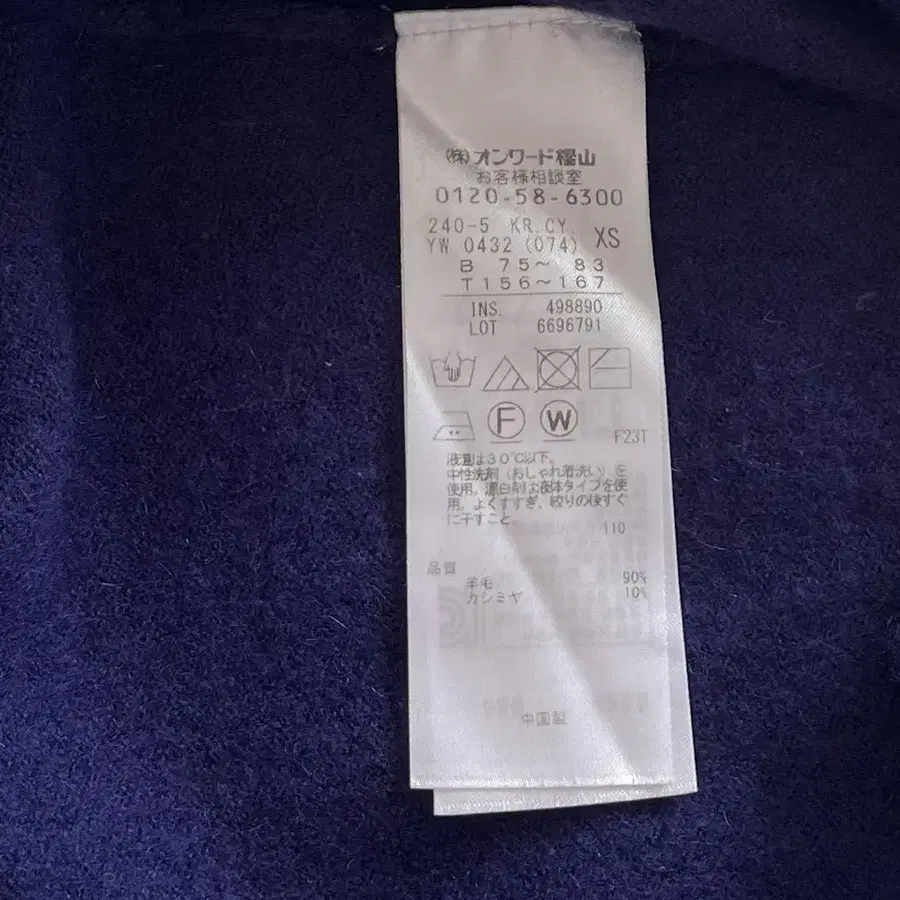 ㈱オンワード樫山
お客様相談室
0120-58-6300
240-5 KR.CY.
YW 0432 (074) XS
B 75～ 83
T156～167
INS. 498890
LOT 6696791
F W
F231
液温は30℃以下。
中性洗剤（おしゃれ着洗い）を
使用。漂白剤は液体タイプを使
用。よくすすぎ、絞りの後すぐ
に干すこと。
110
品質
羊毛 90%
カシミヤ 10%
中国製